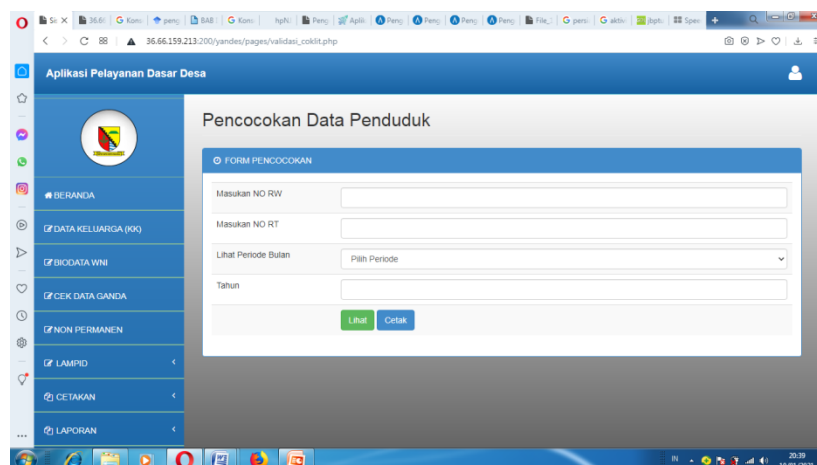 36.66.159.213:200/yandes/pages/validasi_coklit.php
Aplikasi Pelayanan Dasar Desa
Pencocokan Data Penduduk
FORM PENCOCOKAN
Masukan NO RW
Masukan NO RT
Lihat Periode Bulan
Pilih Periode
Tahun
Lihat Cetak
BERANDA
DATA KELUARGA (KK)
BIODATA WNI
CEK DATA GANDA
NON PERMANEN
LAMPID
CETAKAN
LAPORAN
IN
20:39